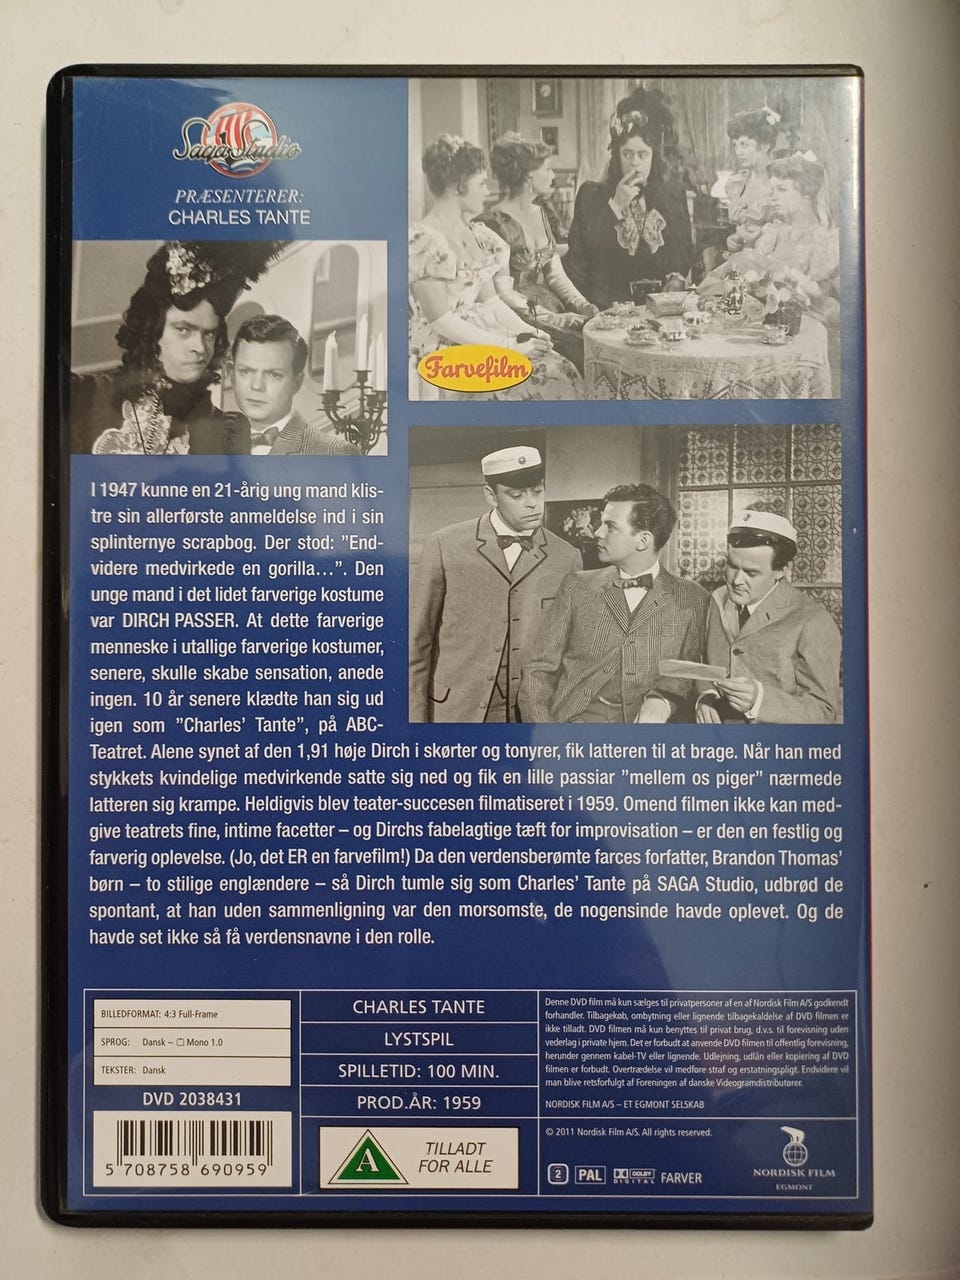 Saga Studio
PRÆSENTERER:
CHARLES TANTE
Farvefilm
I 1947 kunne en 21-årig ung mand klis-
tre sin allerførste anmeldelse ind i sin
splinternye scrapbog. Der stod: ”End-
videre medvirkede en gorilla...”. Den
unge mand i det lidet farverige kostume
var DIRCH PASSER. At dette farverige
menneske i utallige farverige kostumer,
senere, skulle skabe sensation, anede
ingen. 10 år senere klædte han sig ud
igen som ”Charles’ Tante”, på ABC-
Teatret. Alene synet af den 1,91 høje Dirch i skørter og tonyrer, fik latteren til at brage. Når han med
stykkets kvindelige medvirkende satte sig ned og fik en lille passiar ”mellem os piger” nærmede
latteren sig krampe. Heldigvis blev teater-succesen filmatiseret i 1959. Omend filmen ikke kan med-
give teatrets fine, intime facetter – og Dirchs fabelagtige tæft for improvisation – er den en festlig og
farverig oplevelse. (Jo, det ER en farvefilm!) Da den verdensberømte farces forfatter, Brandon Thomas’
børn – to stilige englændere – så Dirch tumle sig som Charles’ Tante på SAGA Studio, udbrød de
spontant, at han uden sammenligning var den morsomste, de nogensinde havde oplevet. Og de
havde set ikke så få verdensnavne i den rolle.
BILLEDFORMAT: 4:3 Full-Frame
SPROG: Dansk – Mono 1.0
TEKSTER: Dansk
DVD 2038431
5 708758 690959
CHARLES TANTE
LYSTSPIL
SPILLETID: 100 MIN.
PROD.ÅR: 1959
A
TILLADT
FOR ALLE
Denne DVD film må kun sælges til privatpersoner af en af Nordisk Film A/S godkendt
forhandler. Tilbagekøb, ombytning eller lignende tilbagekaldelse af DVD filmen er
ikke tilladt. DVD filmen må kun benyttes til privat brug, d.v.s. til forevisning uden
vederlag i private hjem. Det er forbudt at anvende DVD filmen til offentlig forevisning,
herunder gennem kabel-TV eller lignende. Udlejning, udlån eller kopiering af DVD
filmen er forbudt. Overtrædelse vil medføre straf og erstatningspligt. Endvidere vil
man blive retsforfulgt af Foreningen af danske Videogramdistributører.
NORDISK FILM A/S – ET EGMONT SELSKAB
© 2011 Nordisk Film A/S. All rights reserved.
2 PAL DOLBY DIGITAL FARVER
NORDISK FILM
EGMONT